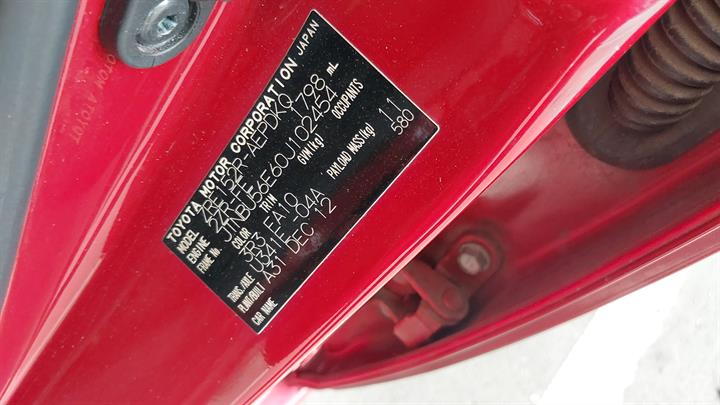 TOYOTA MOTOR CORPORATION JAPAN
MODEL ZRE152R-AEPDKQ
ENGINE 2ZR-FE 1798 mL
FRAME No. JTNBU56E60J102454
COLOR TRIM GVM(kg) OCCUPANTS
3R3 FA10
TRANS./AXLE U341E -04A PAYLOAD MASS(kg) 11
PLANT/BUILT A31 DEC 12 580
CAR NAME